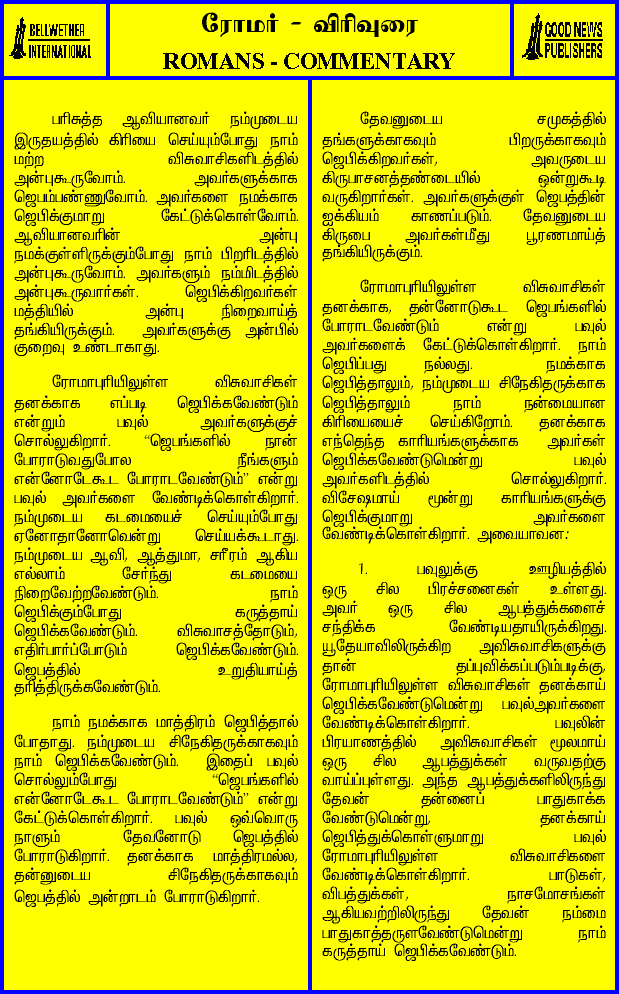 BELLWETHER
INTERNATIONAL
ரோமர் - விரிவுரை
ROMANS - COMMENTARY
GOOD NEWS
PUBLISHERS
பரிசுத்த ஆவியானவர் நம்முடைய
இருதயத்தில் கிரியை செய்யும்போது நாம்
மற்ற விசுவாசிகளிடத்தில்
அன்புகூருவோம். அவர்களுக்காக
ஜெபம்பண்ணுவோம். அவர்களை நமக்காக
ஜெபிக்குமாறு கேட்டுக்கொள்வோம்.
ஆவியானவரின் அன்பு
நமக்குள்ளிருக்கும்போது நாம் பிறரிடத்தில்
அன்புகூருவோம். அவர்களும் நம்மிடத்தில்
அன்புகூருவார்கள். ஜெபிக்கிறவர்கள்
மத்தியில் அன்பு நிறைவாய்த்
தங்கியிருக்கும். அவர்களுக்கு அன்பில்
குறைவு உண்டாகாது.
ரோமாபுரியிலுள்ள விசுவாசிகள்
தனக்காக எப்படி ஜெபிக்கவேண்டும்
என்றும் பவுல் அவர்களுக்குச்
சொல்லுகிறார். “ஜெபங்களில் நான்
போராடுவதுபோல நீங்களும்
என்னோடேகூட போராடவேண்டும்” என்று
பவுல் அவர்களை வேண்டிக்கொள்கிறார்.
நம்முடைய கடமையைச் செய்யும்போது
ஏனோதானோவென்று செய்யக்கூடாது.
நம்முடைய ஆவி, ஆத்துமா, சரீரம் ஆகிய
எல்லாம் சேர்ந்து கடமையை
நிறைவேற்றவேண்டும். நாம்
ஜெபிக்கும்போது கருத்தாய்
ஜெபிக்கவேண்டும். விசுவாசத்தோடும்,
எதிர்பார்ப்போடும் ஜெபிக்கவேண்டும்.
ஜெபத்தில் உறுதியாய்த்
தரித்திருக்கவேண்டும்.
நாம் நமக்காக மாத்திரம் ஜெபித்தால்
போதாது. நம்முடைய சிநேகிதருக்காகவும்
நாம் ஜெபிக்கவேண்டும். இதைப் பவுல்
சொல்லும்போது “ஜெபங்களில்
என்னோடேகூட போராடவேண்டும்” என்று
கேட்டுக்கொள்கிறார். பவுல் ஒவ்வொரு
நாளும் தேவனோடு ஜெபத்தில்
போராடுகிறார். தனக்காக மாத்திரமல்ல,
தன்னுடைய சிநேகிதருக்காகவும்
ஜெபத்தில் அன்றாடம் போராடுகிறார்.
தேவனுடைய சமுகத்தில்
தங்களுக்காகவும் பிறருக்காகவும்
ஜெபிக்கிறவர்கள், அவருடைய
கிருபாசனத்தண்டையில் ஒன்றுகூடி
வருகிறார்கள். அவர்களுக்குள் ஜெபத்தின்
ஐக்கியம் காணப்படும். தேவனுடைய
கிருபை அவர்கள்மீது பூரணமாய்த்
தங்கியிருக்கும்.
ரோமாபுரியிலுள்ள விசுவாசிகள்
தனக்காக, தன்னோடுகூட ஜெபங்களில்
போராடவேண்டும் என்று பவுல்
அவர்களைக் கேட்டுக்கொள்கிறார். நாம்
ஜெபிப்பது நல்லது. நமக்காக
ஜெபித்தாலும், நம்முடைய சிநேகிதருக்காக
ஜெபித்தாலும் நாம் நன்மையான
கிரியையைச் செய்கிறோம். தனக்காக
எந்தெந்த காரியங்களுக்காக அவர்கள்
ஜெபிக்கவேண்டுமென்று பவுல்
அவர்களிடத்தில் சொல்லுகிறார்.
விசேஷமாய் மூன்று காரியங்களுக்கு
ஜெபிக்குமாறு அவர்களை
வேண்டிக்கொள்கிறார். அவையாவன:
1. பவுலுக்கு ஊழியத்தில்
ஒரு சில பிரச்சனைகள் உள்ளது.
அவர் ஒரு சில ஆபத்துக்களைச்
சந்திக்க வேண்டியதாயிருக்கிறது.
யூதேயாவிலிருக்கிற அவிசுவாசிகளுக்கு
தான் தப்புவிக்கப்படும்படிக்கு,
ரோமாபுரியிலுள்ள விசுவாசிகள் தனக்காய்
ஜெபிக்கவேண்டுமென்று பவுல்அவர்களை
வேண்டிக்கொள்கிறார். பவுலின்
பிரயாணத்தில் அவிசுவாசிகள் மூலமாய்
ஒரு சில ஆபத்துக்கள் வருவதற்கு
வாய்ப்புள்ளது. அந்த ஆபத்துக்களிலிருந்து
தேவன் தன்னைப் பாதுகாக்க
வேண்டுமென்று, தனக்காய்
ஜெபித்துக்கொள்ளுமாறு பவுல்
ரோமாபுரியிலுள்ள விசுவாசிகளை
வேண்டிக்கொள்கிறார். பாடுகள்,
விபத்துக்கள், நாசமோசங்கள்
ஆகியவற்றிலிருந்து தேவன் நம்மை
பாதுகாத்தருளவேண்டுமென்று நாம்
கருத்தாய் ஜெபிக்கவேண்டும்.